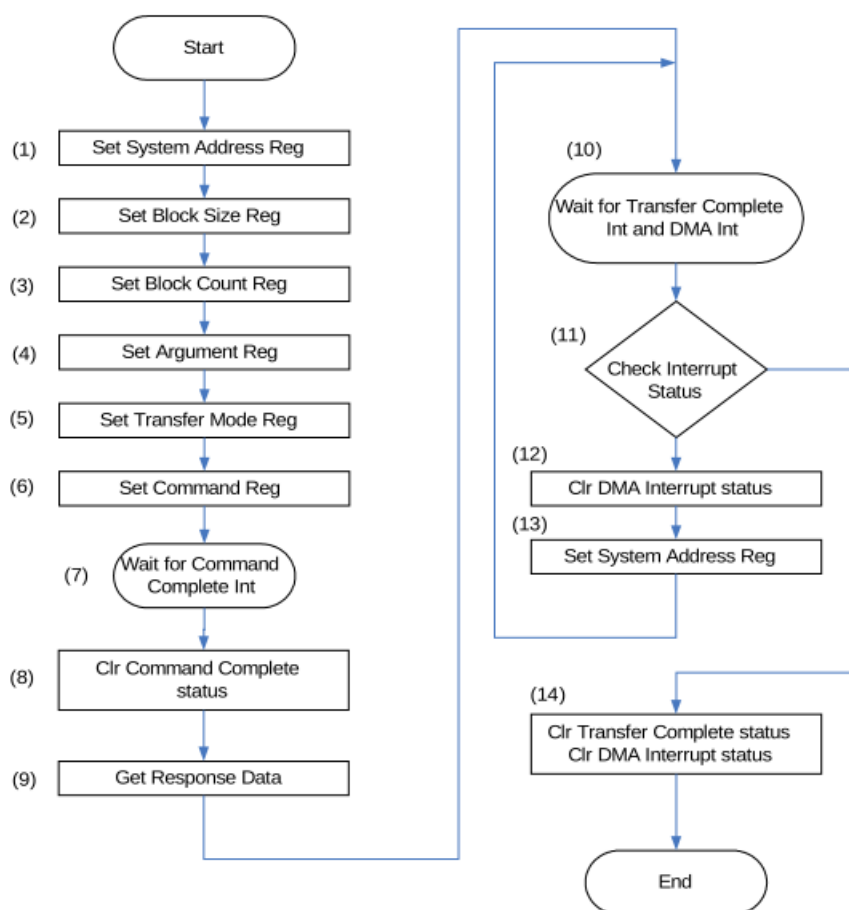 Start
(1)
Set System Address Reg
(2)
Set Block Size Reg
(3)
Set Block Count Reg
(4)
Set Argument Reg
(5)
Set Transfer Mode Reg
(6)
Set Command Reg
(7)
Wait for Command
Complete Int
(8)
Clr Command Complete
status
(9)
Get Response Data
(10)
Wait for Transfer Complete
Int and DMA Int
(11)
Check Interrupt
Status
(12)
Clr DMA Interrupt status
(13)
Set System Address Reg
(14)
Clr Transfer Complete status
Clr DMA Interrupt status
End